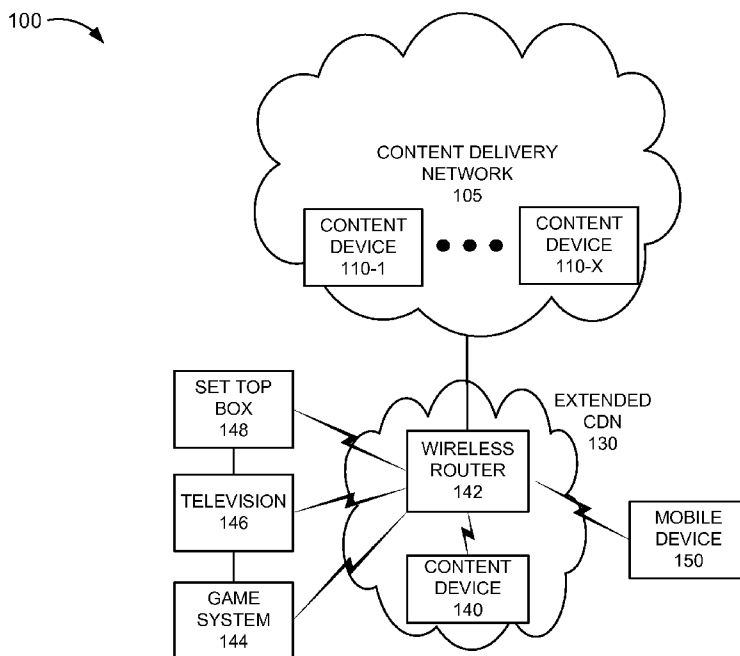 100
CONTENT DELIVERY
NETWORK
105
CONTENT
DEVICE
110-1
CONTENT
DEVICE
110-X
SET TOP
BOX
148
EXTENDED
CDN
130
WIRELESS
ROUTER
142
TELEVISION
146
MOBILE
DEVICE
150
GAME
SYSTEM
144
CONTENT
DEVICE
140